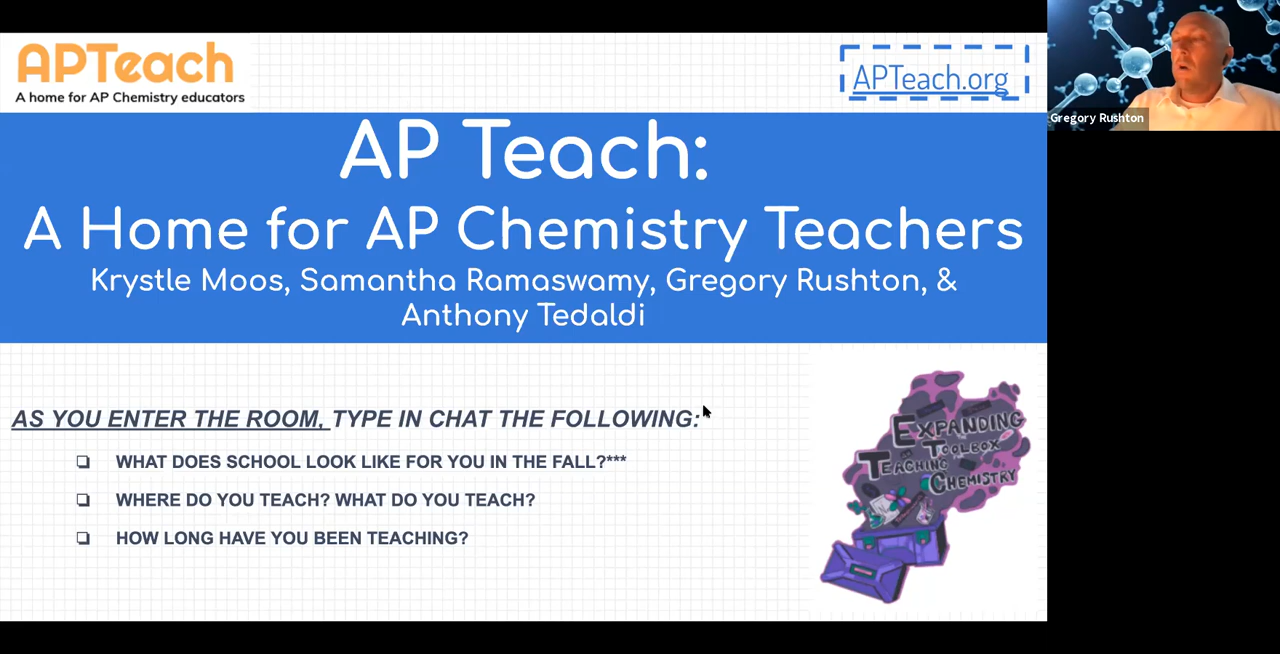 APTeach
A home for AP Chemistry educators
APTeach.org
Gregory Rushton
AP Teach:
A Home for AP Chemistry Teachers
Krystle Moos, Samantha Ramaswamy, Gregory Rushton, &
Anthony Tedaldi
AS YOU ENTER THE ROOM, TYPE IN CHAT THE FOLLOWING:
❏ WHAT DOES SCHOOL LOOK LIKE FOR YOU IN THE FALL?***
❏ WHERE DO YOU TEACH? WHAT DO YOU TEACH?
❏ HOW LONG HAVE YOU BEEN TEACHING?
EXPANDING
TOOLBOX
TEACHING
CHEMISTRY